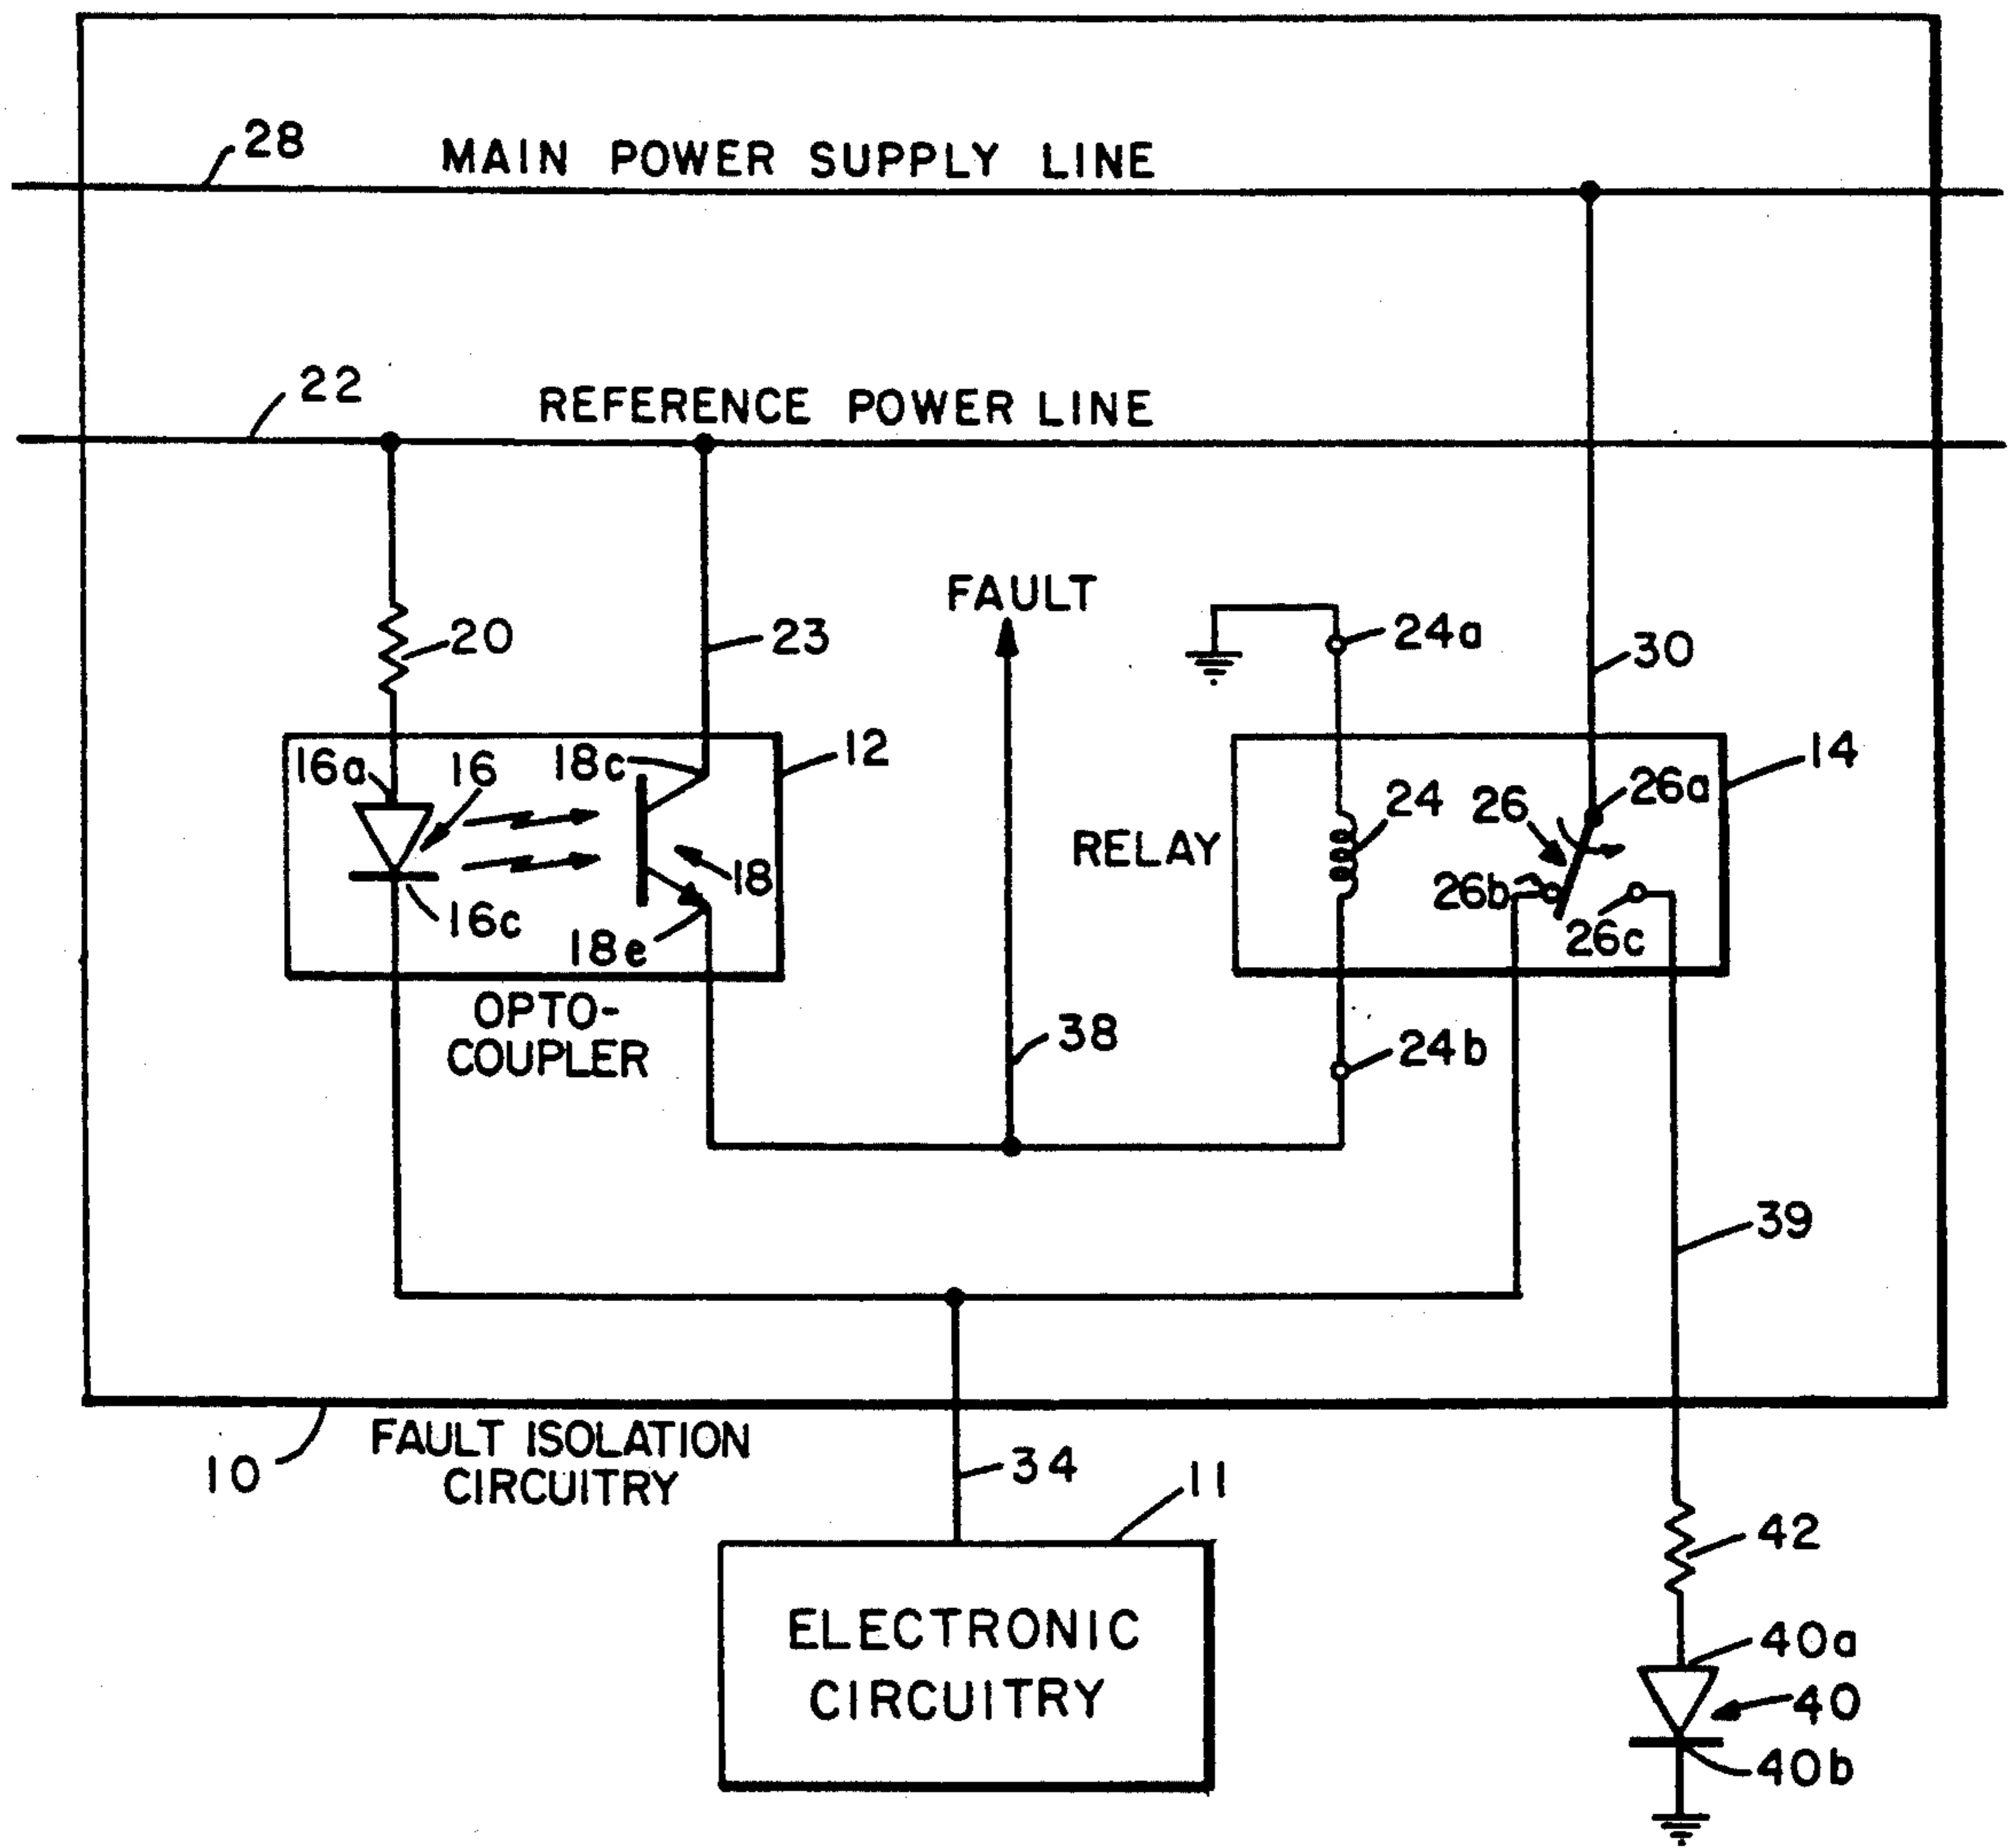 28
MAIN POWER SUPPLY LINE
22
REFERENCE POWER LINE
FAULT
20
23
24a
30
16a
16
18c
12
14
26a
24
26
RELAY
18
26b
16c
18e
26c
OPTO-
COUPLER
38
24b
39
10
FAULT ISOLATION
CIRCUITRY
34
11
42
ELECTRONIC
CIRCUITRY
40a
40
40b